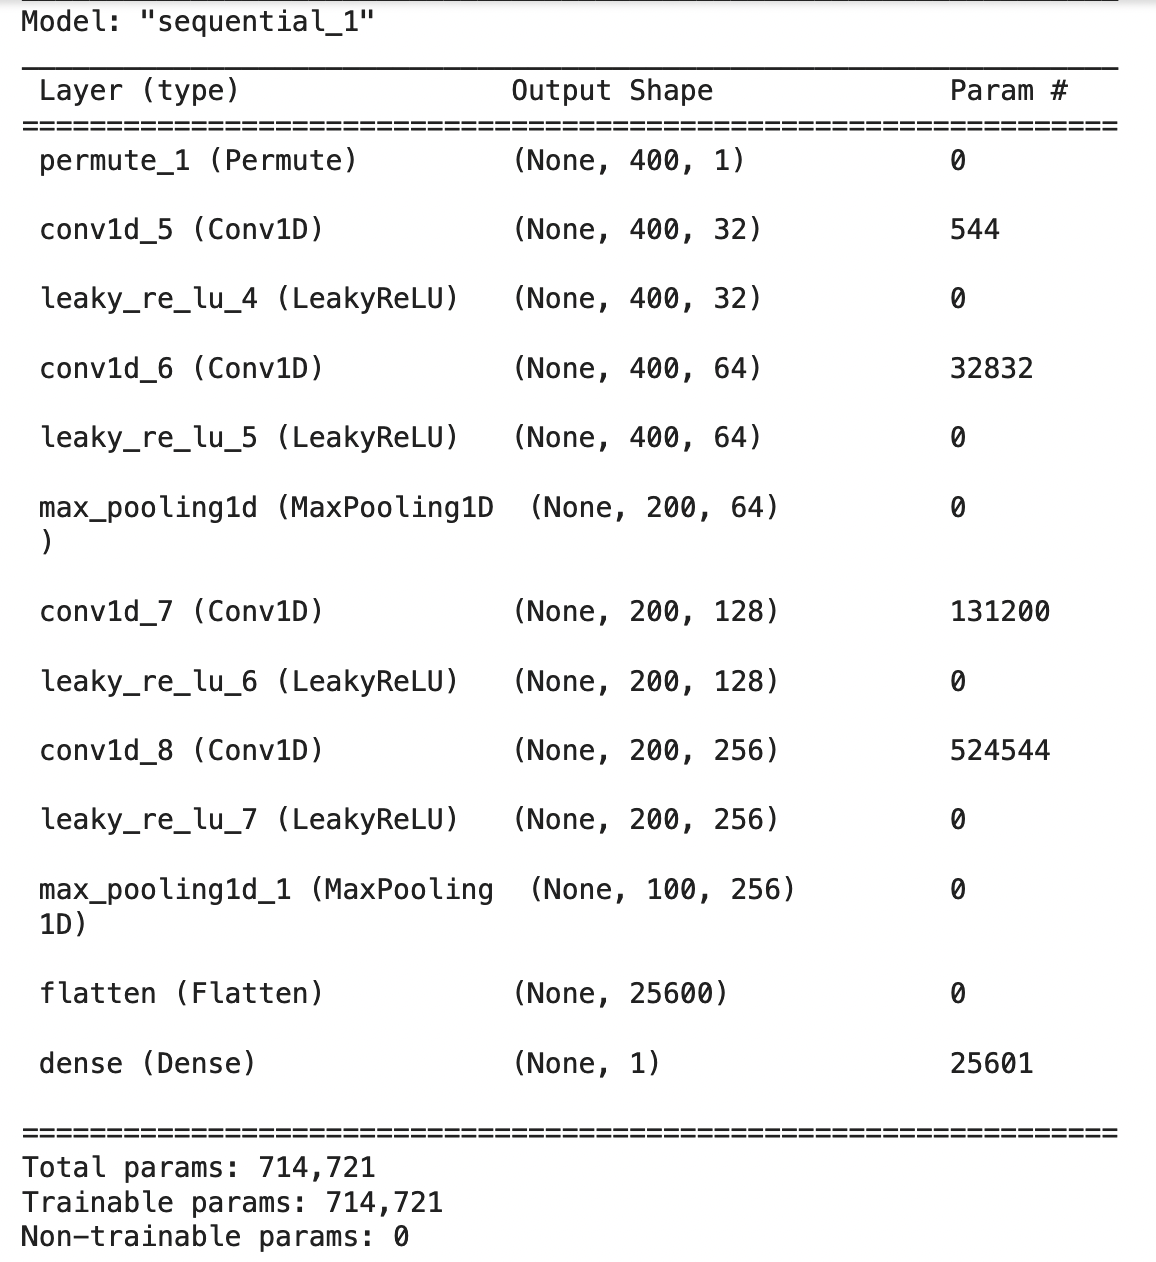 Model: "sequential_1"
Layer (type) Output Shape Param #
permute_1 (Permute) (None, 400, 1) 0
conv1d_5 (Conv1D) (None, 400, 32) 544
leaky_re_lu_4 (LeakyReLU) (None, 400, 32) 0
conv1d_6 (Conv1D) (None, 400, 64) 32832
leaky_re_lu_5 (LeakyReLU) (None, 400, 64) 0
max_pooling1d (MaxPooling1D (None, 200, 64) 0
)
conv1d_7 (Conv1D) (None, 200, 128) 131200
leaky_re_lu_6 (LeakyReLU) (None, 200, 128) 0
conv1d_8 (Conv1D) (None, 200, 256) 524544
leaky_re_lu_7 (LeakyReLU) (None, 200, 256) 0
max_pooling1d_1 (MaxPooling (None, 100, 256) 0
1D)
flatten (Flatten) (None, 25600) 0
dense (Dense) (None, 1) 25601
Total params: 714,721
Trainable params: 714,721
Non-trainable params: 0